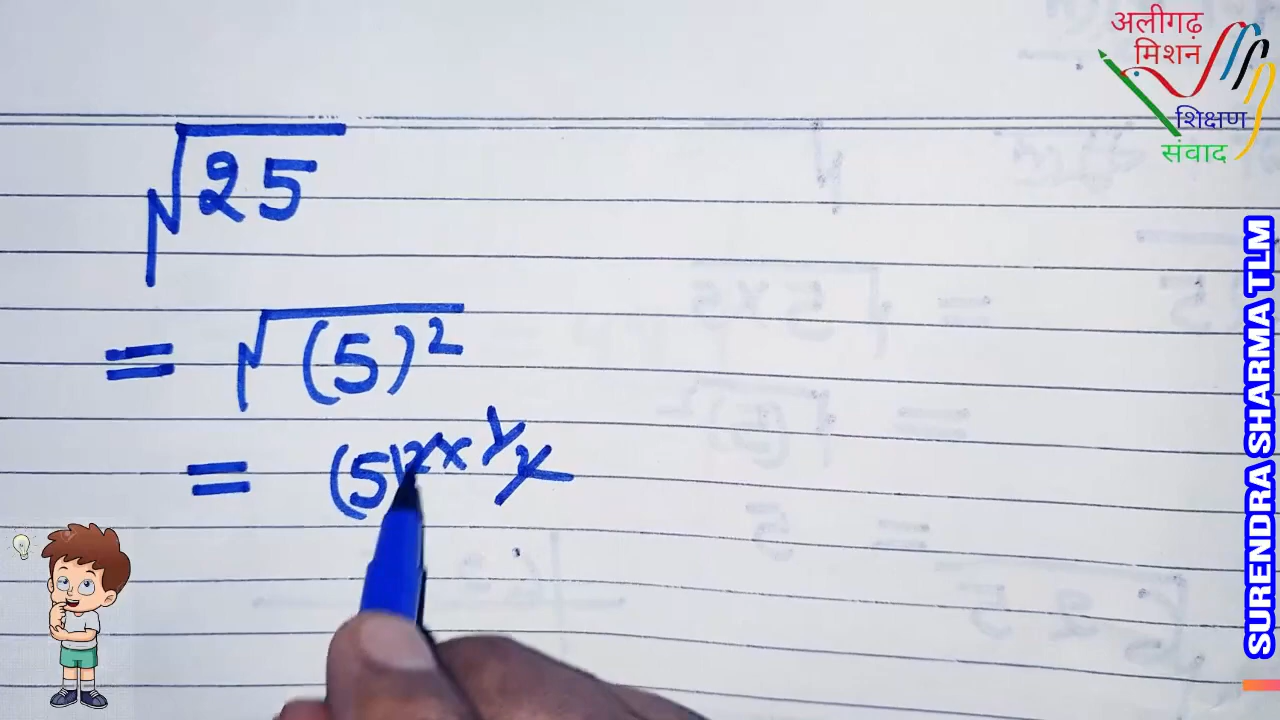 अलीगढ़
मिशन
शिक्षण
संवाद
√25
= √(5)²
= (5)²ˣ¹⁄₂
SURENDRA SHARMA TLM